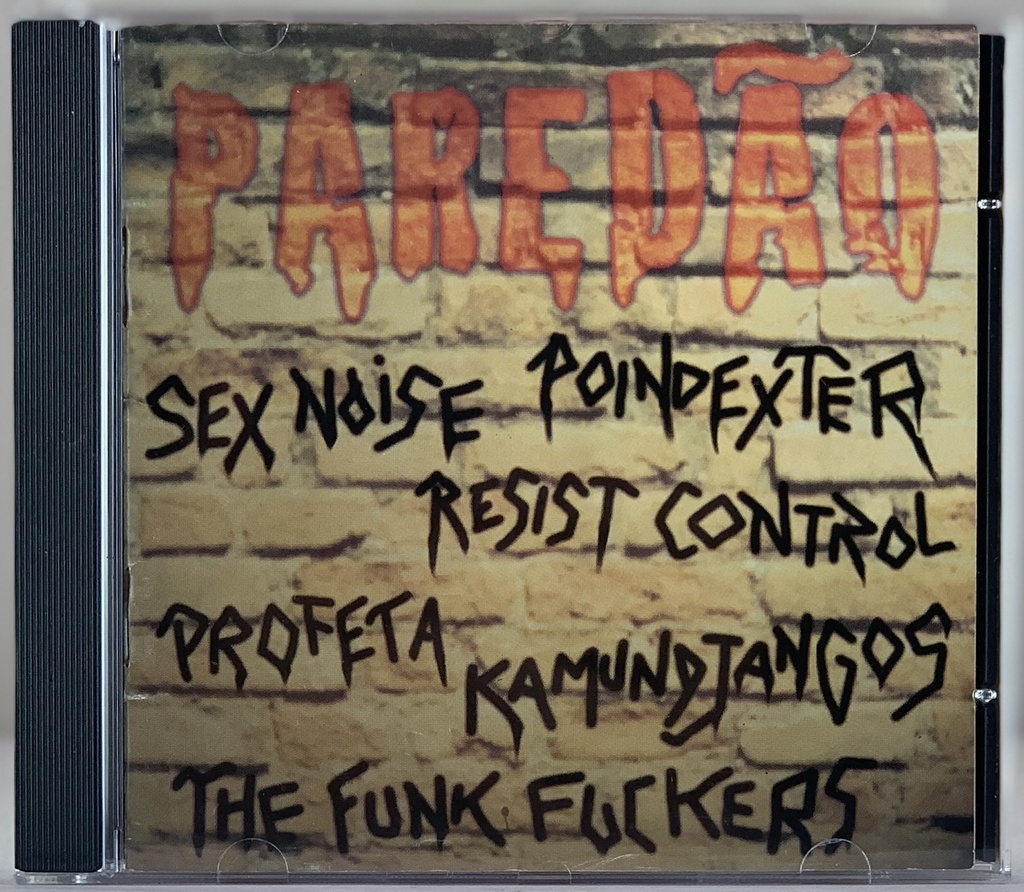 PAREDÃO
SEX NOiSE POINDEXTER
RESIST CONTROL
PROFETA KAMUNDJANGOS
THE FUNK FUCKERS